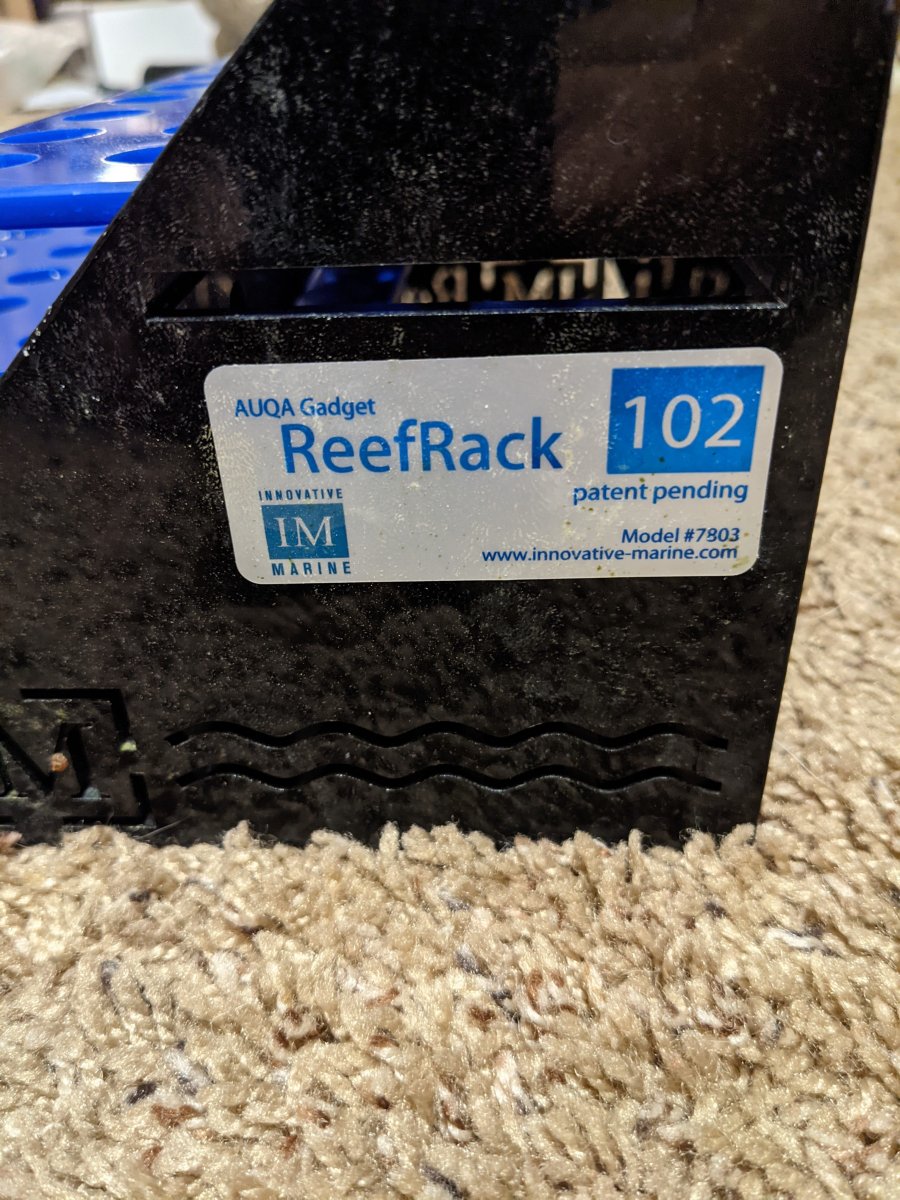 AUQA Gadget
ReefRack
102
patent pending
INNOVATIVE
IM
MARINE
Model #7803
www.innovative-marine.com
M